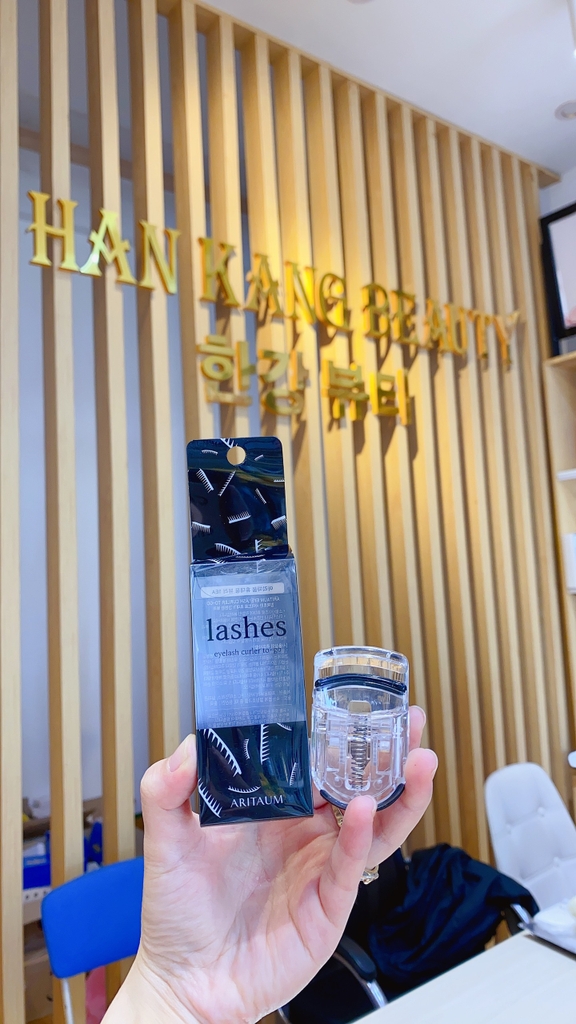 HAN KANG BEAUTY
한강 뷰티
lashes
eyelash curler to-go
ARITAUM